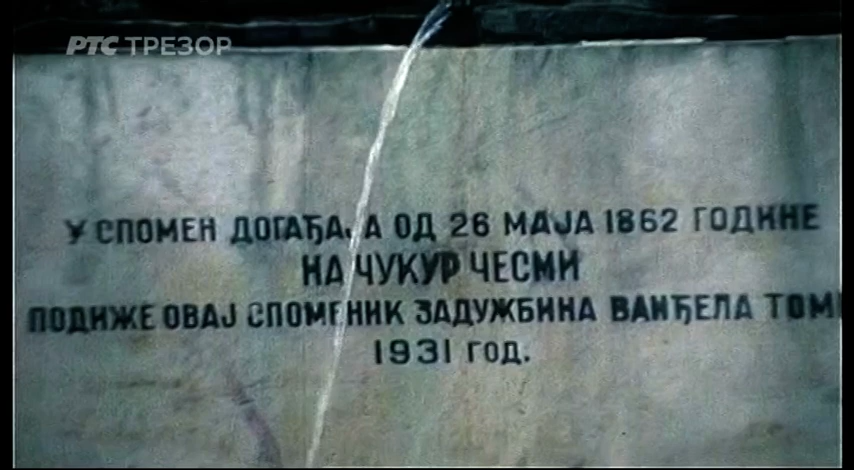 РТС ТРЕЗОР
У СПОМЕН ДОГАЂАЈА ОД 26 МАЈА 1862 ГОДИНЕ
НА ЧУКУР ЧЕСМИ
ПОДИЖЕ ОВАЈ СПОМЕНИК ЗАДУЖБИНА ВАНЂЕЛА ТОМ
1931 ГОД.